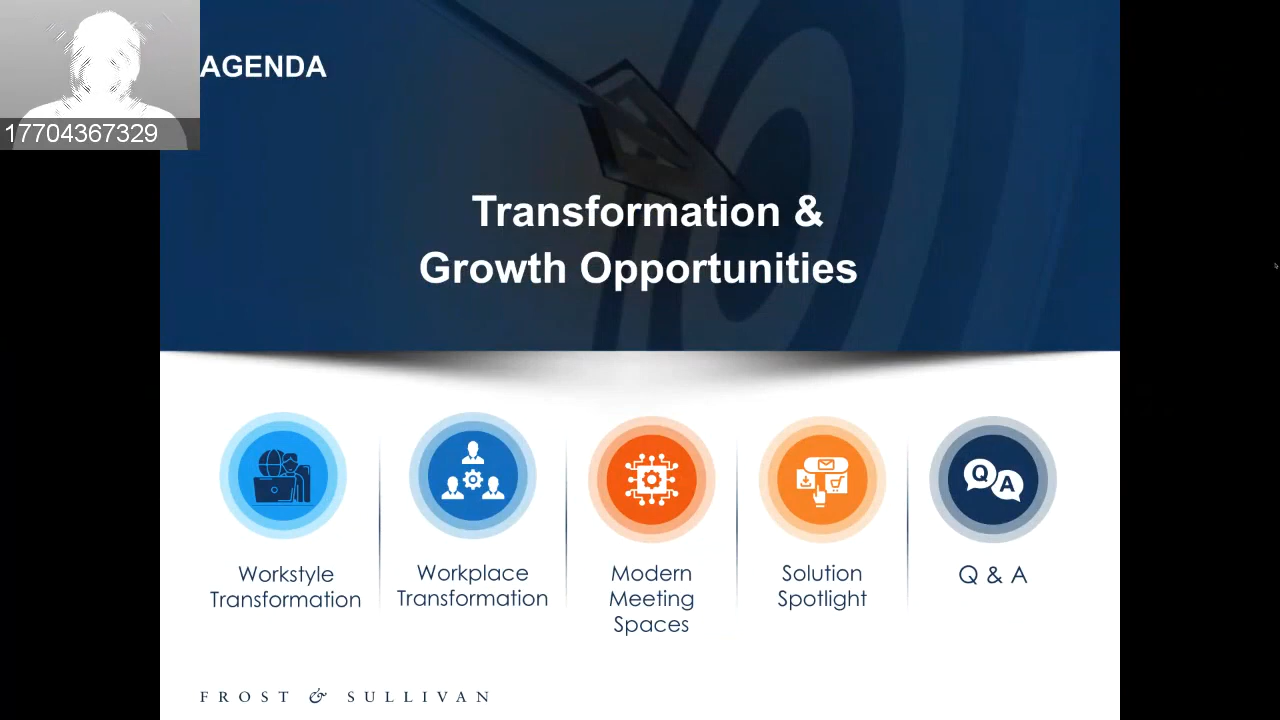 AGENDA
17704367329
Transformation &
Growth Opportunities
Q A
Workstyle
Transformation
Workplace
Transformation
Modern
Meeting
Spaces
Solution
Spotlight
Q & A
FROST & SULLIVAN